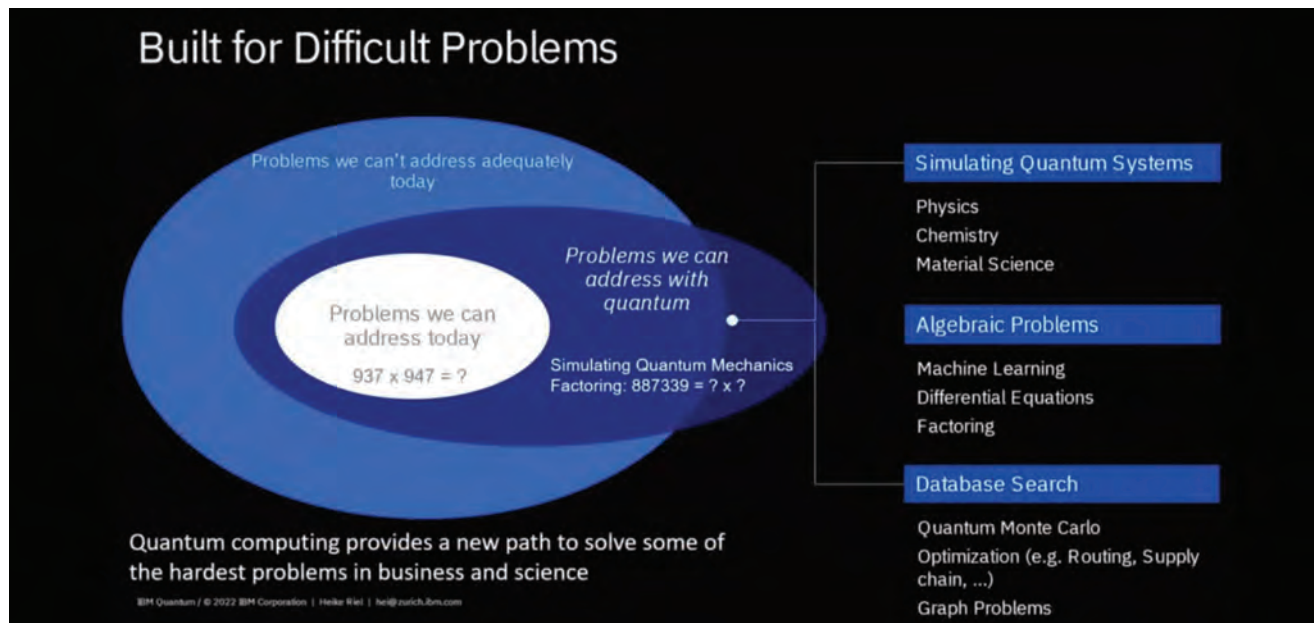 Built for Difficult Problems
Problems we can't address adequately
today
Problems we can
address with
quantum
Problems we can
address today
937 x 947 = ?
Simulating Quantum Mechanics
Factoring: 887339 = ? x ?
Simulating Quantum Systems
Physics
Chemistry
Material Science
Algebraic Problems
Machine Learning
Differential Equations
Factoring
Database Search
Quantum Monte Carlo
Optimization (e.g. Routing, Supply
chain, ...)
Graph Problems
Quantum computing provides a new path to solve some of
the hardest problems in business and science
IBM Quantum / © 2022 IBM Corporation | Heike Riel | hei@zurich.ibm.com